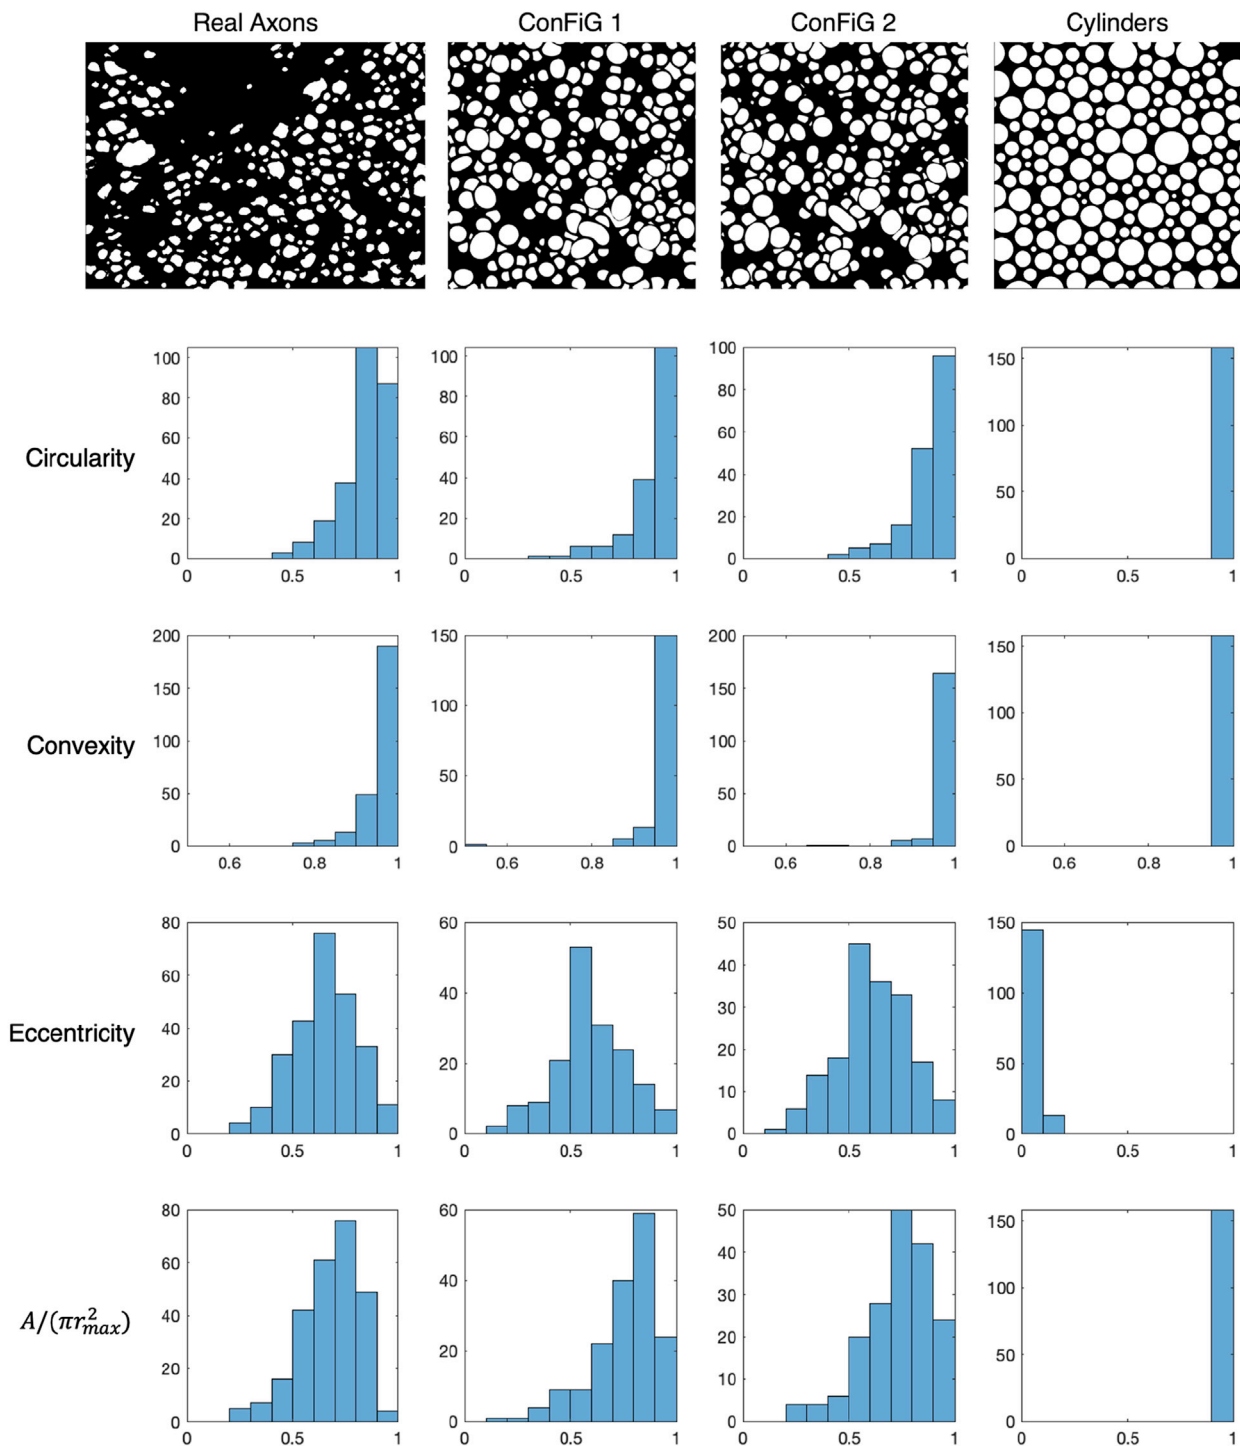 Real Axons ConFiG 1 ConFiG 2 Cylinders
100 100 100 150
80 80 80
60 60 60 100
40 40 40 50
20 20 20
0 0 0 0
Circularity
0 0.5 1 0 0.5 1 0 0.5 1 0 0.5 1
200 150 200 150
150 100 150 100
100 50 100 50
50 50
0 0 0 0
Convexity
0.6 0.8 1 0.6 0.8 1 0.6 0.8 1 0.6 0.8 1
80 60 50 150
60 40 40 100
40 20 30 50
20 20
0 0 10 0
0
Eccentricity
0 0.5 1 0 0.5 1 0 0.5 1 0 0.5 1
80 60 50 150
60 40 40 100
40 20 30 50
20 20
0 0 10 0
0
A/(πr²max)
0 0.5 1 0 0.5 1 0 0.5 1 0 0.5 1